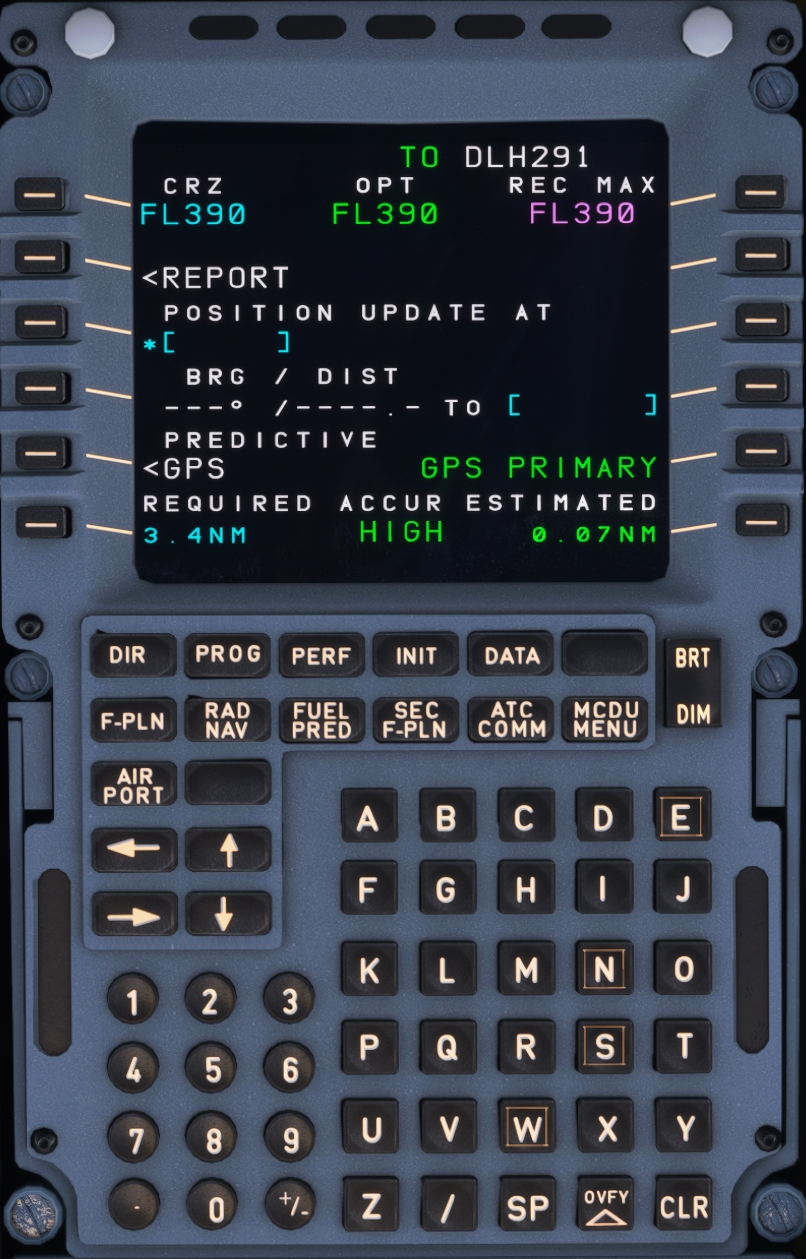 TO DLH291
CRZ OPT REC MAX
FL390 FL390 FL390
<REPORT
POSITION UPDATE AT
*[ ]
BRG / DIST
---° /----.- TO [ ]
PREDICTIVE
<GPS GPS PRIMARY
REQUIRED ACCUR ESTIMATED
3.4NM HIGH 0.07NM
DIR PROG PERF INIT DATA BRT
F-PLN RAD NAV FUEL PRED SEC F-PLN ATC COMM MCDU MENU DIM
AIR PORT
← ↑
→ ↓
A B C D E
F G H I J
K L M N O
1 2 3
P Q R S T
4 5 6
U V W X Y
7 8 9
Z / SP OVFY △ CLR
. 0 +/-